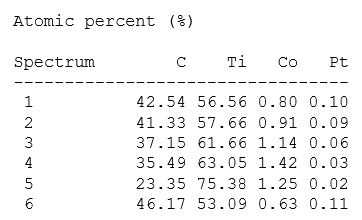 Atomic percent (%)
Spectrum C Ti Co Pt
-----------------------------------
1 42.54 56.56 0.80 0.10
2 41.33 57.66 0.91 0.09
3 37.15 61.66 1.14 0.06
4 35.49 63.05 1.42 0.03
5 23.35 75.38 1.25 0.02
6 46.17 53.09 0.63 0.11